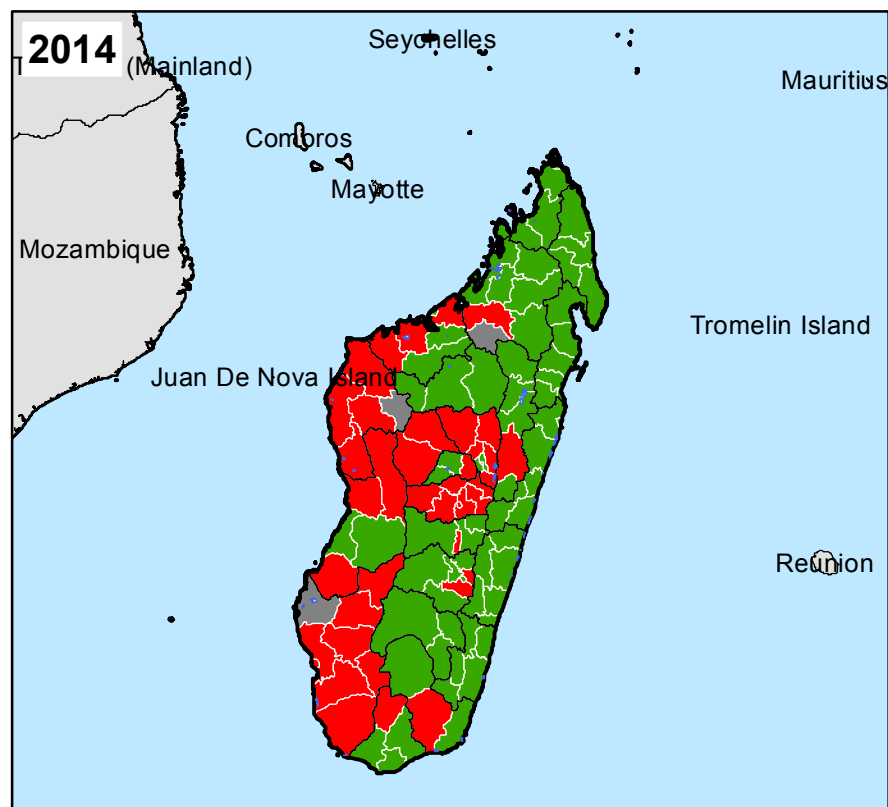 2014
Seychelles
T (Mainland)
Mauritius
Comoros
Mayotte
Mozambique
Tromelin Island
Juan De Nova Island
Reunion